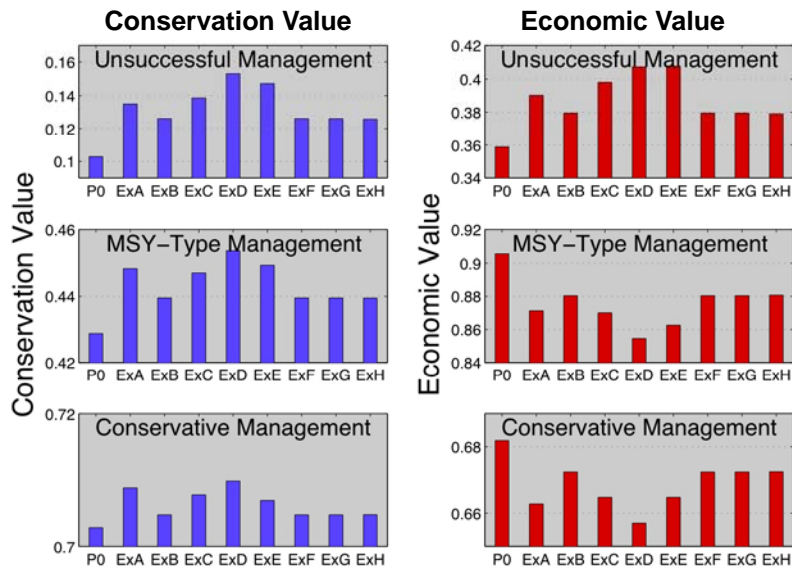 Conservation Value
Economic Value
Conservation Value
Unsuccessful Management
0.16
0.14
0.12
0.1
P0 ExA ExB ExC ExD ExE ExF ExG ExH
MSY-Type Management
0.46
0.44
0.42
P0 ExA ExB ExC ExD ExE ExF ExG ExH
Conservative Management
0.72
0.7
P0 ExA ExB ExC ExD ExE ExF ExG ExH
Economic Value
Unsuccessful Management
0.42
0.4
0.38
0.36
0.34
P0 ExA ExB ExC ExD ExE ExF ExG ExH
MSY-Type Management
0.92
0.9
0.88
0.86
0.84
P0 ExA ExB ExC ExD ExE ExF ExG ExH
Conservative Management
0.68
0.66
P0 ExA ExB ExC ExD ExE ExF ExG ExH